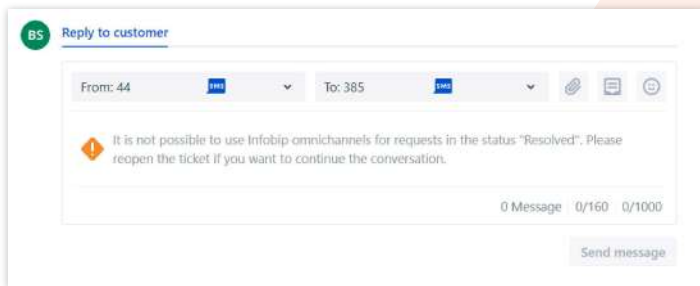 BS
Reply to customer
From: 44 SMS To: 385 SMS
It is not possible to use Infobip omnichannels for requests in the status "Resolved". Please
reopen the ticket if you want to continue the conversation.
0 Message 0/160 0/1000
Send message